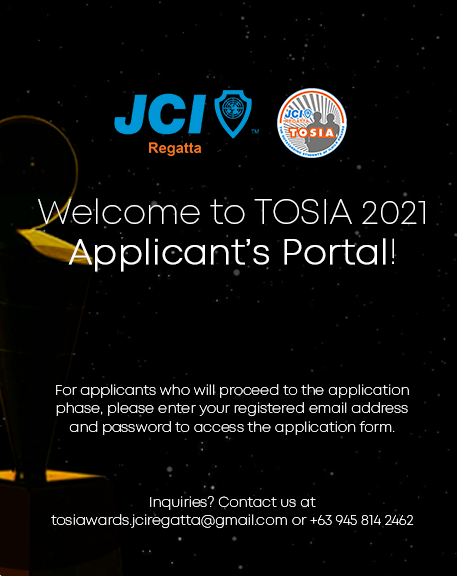 JCI
TM
Regatta
JCI
REGATTA
TOSIA
Welcome to TOSIA 2021
Applicant's Portal!
For applicants who will proceed to the application
phase, please enter your registered email address
and password to access the application form.
Inquiries? Contact us at
tosiawards.jciregatta@gmail.com or +63 945 814 2462